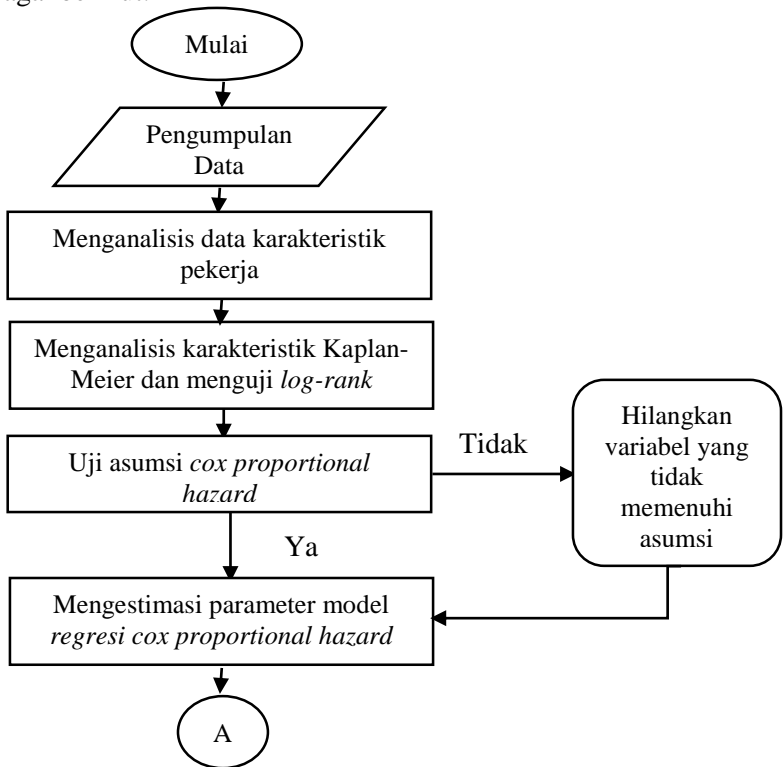 Mulai
Pengumpulan
Data
Menganalisis data karakteristik
pekerja
Menganalisis karakteristik Kaplan-
Meier dan menguji log-rank
Uji asumsi cox proportional
hazard
Tidak
Hilangkan
variabel yang
tidak
memenuhi
asumsi
Ya
Mengestimasi parameter model
regresi cox proportional hazard
A